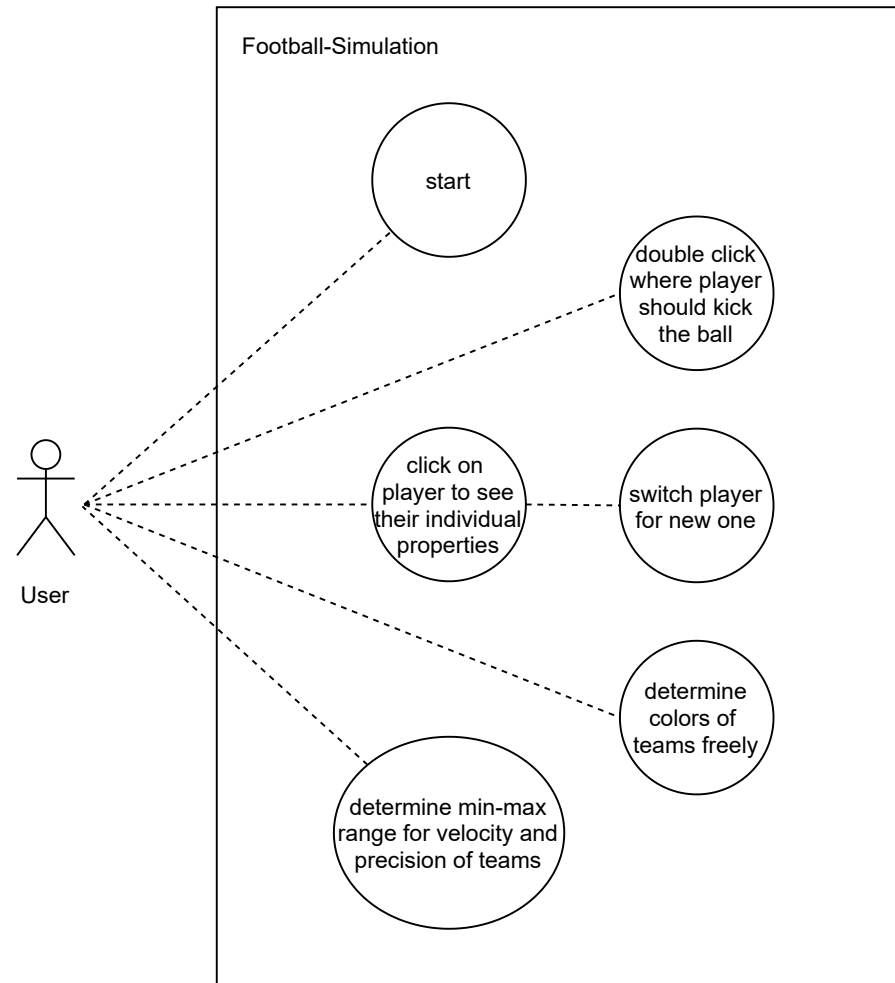 Football-Simulation
start
double click
where player
should kick
the ball
click on
player to see
their individual
properties
switch player
for new one
User
determine
colors of
teams freely
determine min-max
range for velocity and
precision of teams